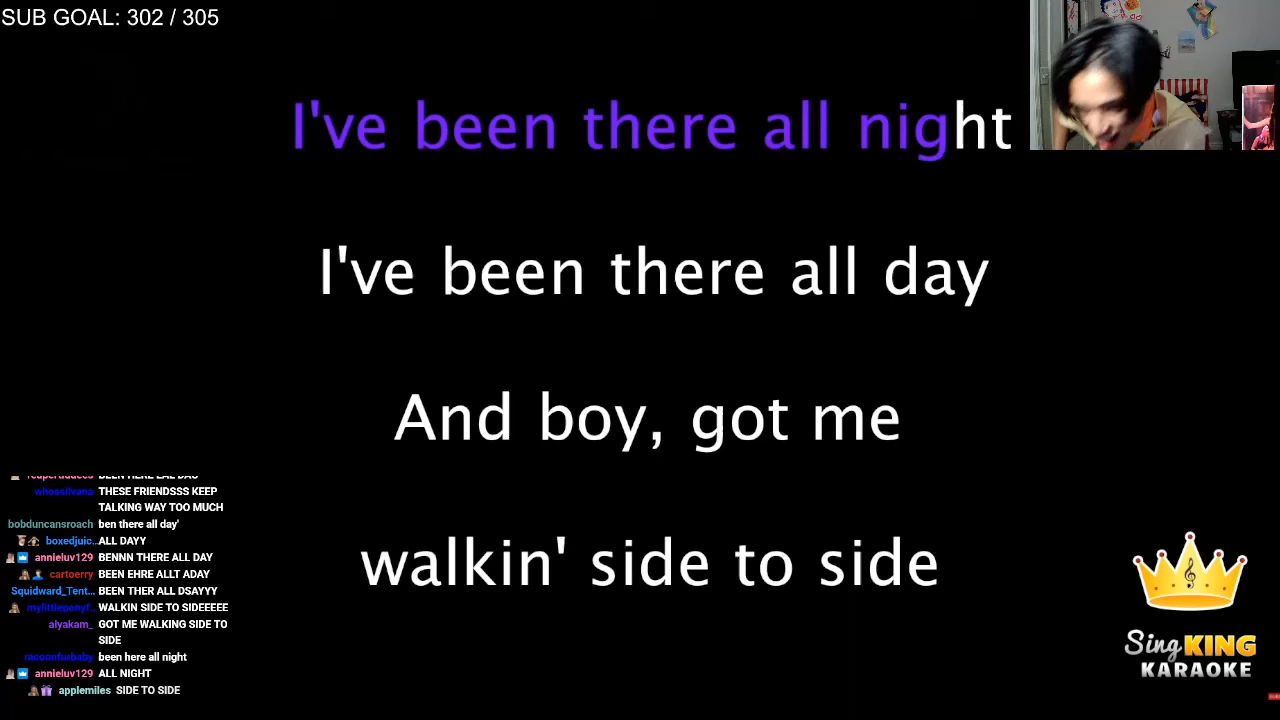 SUB GOAL: 302 / 305
I've been there all night
I've been there all day
And boy, got me
walkin' side to side
whossilvana THESE FRIENDSSS KEEP
TALKING WAY TOO MUCH
bobduncansroach ben there all day'
boxedjuic... ALL DAYY
annieluv129 BENNN THERE ALL DAY
cartoerry BEEN EHRE ALLT ADAY
Squidward_Tent... BEEN THER ALL DSAYYY
mylittleponyf... WALKIN SIDE TO SIDEEEEE
alyakam_ GOT ME WALKING SIDE TO
SIDE
racoonfurbaby been here all night
annieluv129 ALL NIGHT
applemiles SIDE TO SIDE
Sing KING
KARAOKE